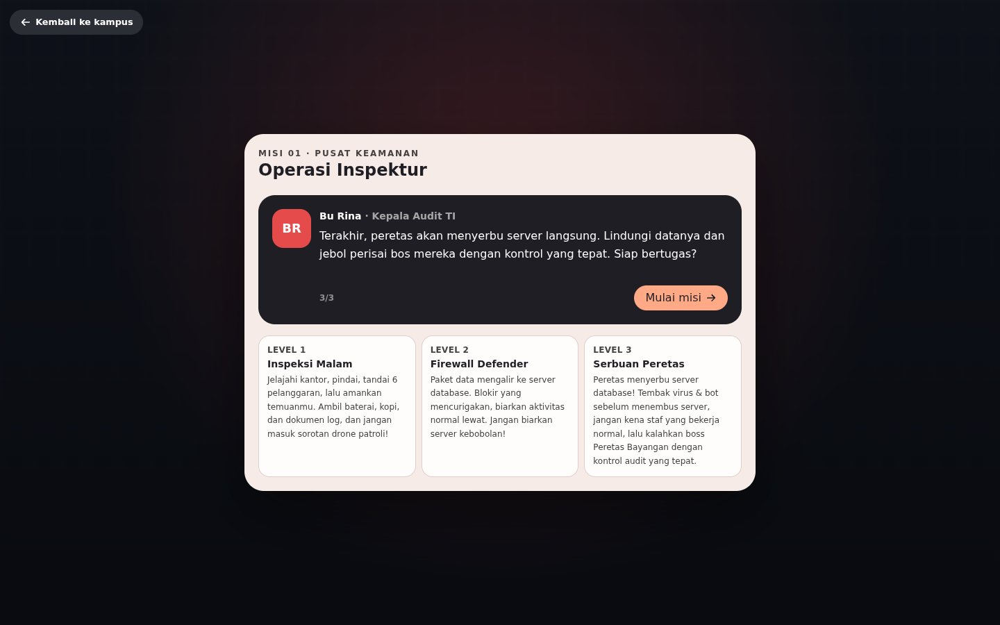 Kembali ke kampus
MISI 01 · PUSAT KEAMANAN
Operasi Inspektur
BR
Bu Rina · Kepala Audit TI
Terakhir, peretas akan menyerbu server langsung. Lindungi datanya dan
jebol perisai bos mereka dengan kontrol yang tepat. Siap bertugas?
3/3
Mulai misi
LEVEL 1
Inspeksi Malam
Jelajahi kantor, pindai, tandai 6
pelanggaran, lalu amankan
temuanmu. Ambil baterai, kopi,
dan dokumen log, dan jangan
masuk sorotan drone patroli!
LEVEL 2
Firewall Defender
Paket data mengalir ke server
database. Blokir yang
mencurigakan, biarkan aktivitas
normal lewat. Jangan biarkan
server kebobolan!
LEVEL 3
Serbuan Peretas
Peretas menyerbu server
database! Tembak virus & bot
sebelum menembus server,
jangan kena staf yang bekerja
normal, lalu kalahkan boss
Peretas Bayangan dengan
kontrol audit yang tepat.